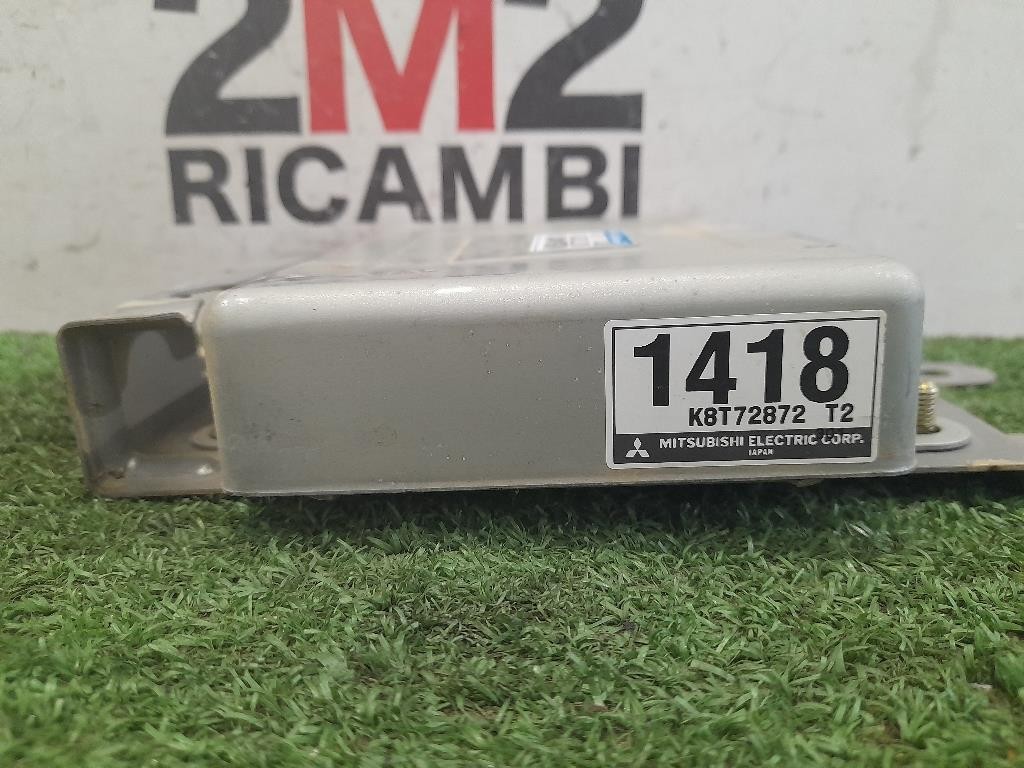 2M2
RICAMBI
1418
K8T72872 T2
MITSUBISHI ELECTRIC CORP.
JAPAN